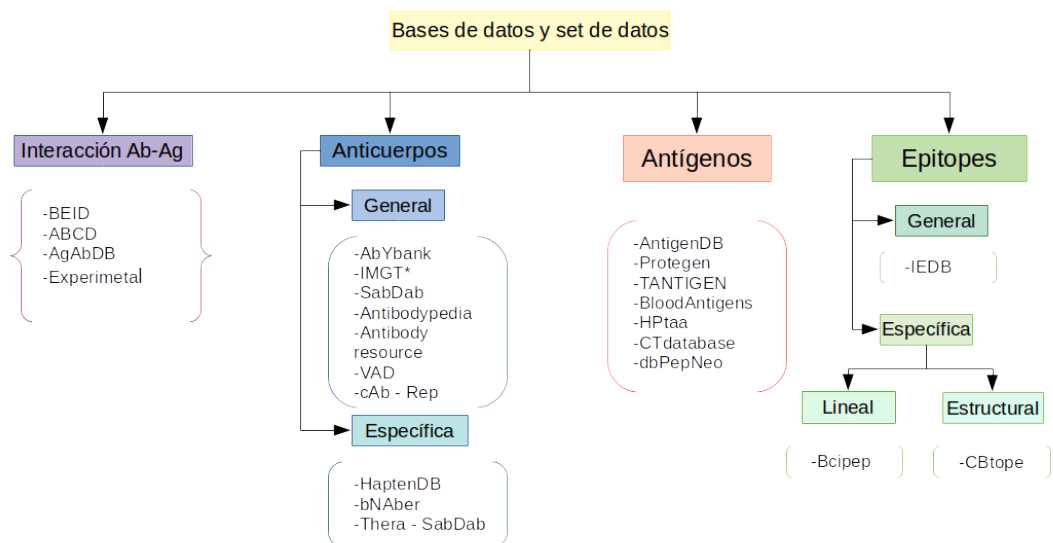 Bases de datos y set de datos
Interacción Ab-Ag
-BEID
-ABCD
-AgAbDB
-Experimetal
Anticuerpos
General
-AbYbank
-IMGT*
-SabDab
-Antibodypedia
-Antibody
resource
-VAD
-cAb - Rep
Específica
-HaptenDB
-bNAber
-Thera - SabDab
Antígenos
-AntigenDB
-Protegen
-TANTIGEN
-BloodAntigens
-HPtaa
-CTdatabase
-dbPepNeo
Epitopes
General
-IEDB
Específica
Lineal
-Bcipep
Estructural
-CBtope